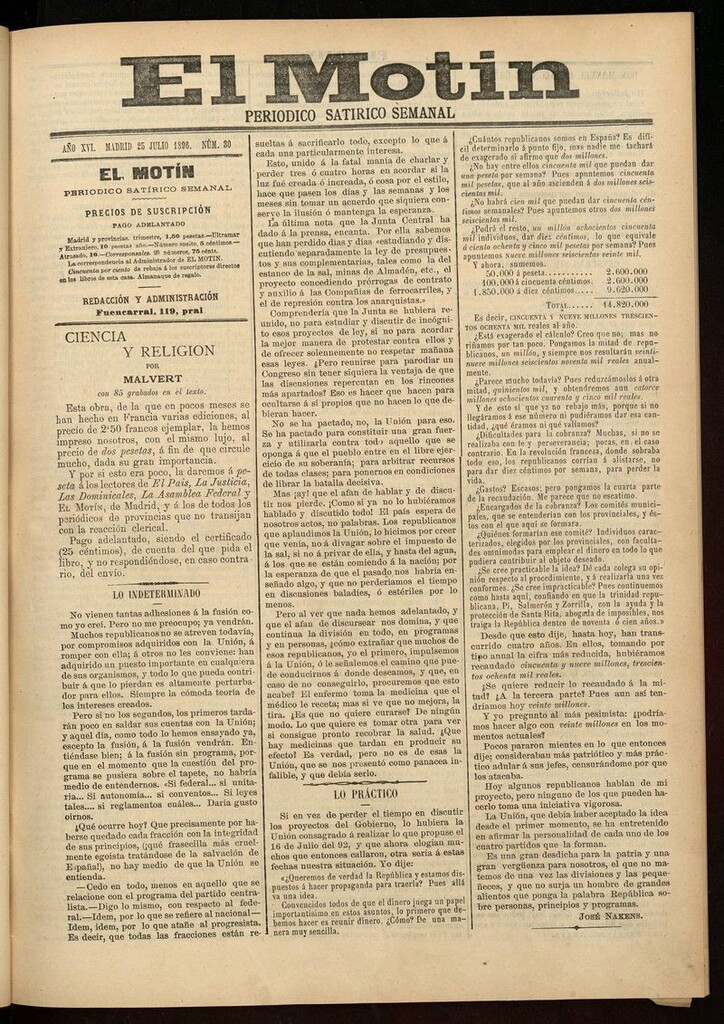 El Motin
PERIODICO SATIRICO SEMANAL
AÑO XVI. MADRID 25 JULIO 1896. NÚM. 30
EL MOTÍN
PERIODICO SATÍRICO SEMANAL
PRECIOS DE SUSCRIPCIÓN
PAGO ADELANTADO
Madrid y provincias, trimestre, 1,50 pesetas.—Ultramar
y Extranjero, 10 pesetas año.—Número suelto, 5 céntimos.—
Atrasado, 10.—Corresponsales 25 números, 75 cénts.
La correspondencia al Administrador de EL MOTIN.
Cincuenta por ciento de rebaja á los suscriptores directos
en los libros de esta casa. Almanaque de regalo.
REDACCIÓN Y ADMINISTRACIÓN
Fuencarral, 119, pral
CIENCIA
Y RELIGION
POR
MALVERT
con 85 grabados en el texto.
Esta obra, de la que en pocos meses se
han hecho en Francia varias ediciones, al
precio de 2'50 francos ejemplar, la hemos
impreso nosotros, con el mismo lujo, al
precio de dos pesetas, á fin de que circule
mucho, dada su gran importancia.
Y por si esto era poco, la daremos á pe-
seta á los lectores de El País, La Justicia,
Las Dominicales, La Asamblea Federal y
EL MOTÍN, de Madrid, y á los de todos los
periódicos de provincias que no transijan
con la reacción clerical.
Pago adelantado, siendo el certificado
(25 céntimos), de cuenta del que pida el
libro, y no respondiéndose, en caso contra-
rio, del envío.
LO INDETERMINADO
No vienen tantas adhesiones á la fusión co-
mo yo creí. Pero no me preocupo; ya vendrán.
Muchos republicanos no se atreven todavía,
por compromisos adquiridos con la Unión, á
romper con ella; á otros no les conviene: han
adquirido un puesto importante en cualquiera
de sus organismos, y todo lo que pueda contri-
buir á que lo pierdan es altamente perturba-
dor para ellos. Siempre la cómoda teoría de
los intereses creados.
Pero si no los segundos, los primeros tarda-
rán poco en saldar sus cuentas con la Unión;
y aquel día, como todo lo hemos ensayado ya,
escepto la fusión, á la fusión vendrán. En-
tiéndase bien; á la fusión sin programa, por-
que en el momento que la cuestión del progra-
ma se pusiera sobre el tapete, no habría
medio de entendernos. «Si federal... si unita-
ria... Si autonomía... si conventos... Si leyes
tales.... si reglamentos cuáles... Daría gusto
oirnos.
¿Qué ocurre hoy? Que precisamente por ha-
berse quedado cada fracción con la integridad
de sus principios, (¡qué frasecilla más cruel-
mente egoista tratándose de la salvación de
España!), no hay medio de que la Unión se
entienda.
—Cedo en todo, menos en aquello que se
relacione con el programa del partido centra-
lista.—Digo lo mismo, con respecto al fede-
ral.—Idem, por lo que se refiere al nacional—
Idem, idem, por lo que atañe al progresista.
Es decir, que todas las fracciones están re-
sueltas á sacrificarlo todo, excepto lo que á
cada una particularmente interesa.
Esto, unido á la fatal manía de charlar y
perder tres ó cuatro horas en acordar si la
luz fué creada ó increada, ó cosa por el estilo,
hace que pasen los días y las semanas y los
meses sin tomar un acuerdo que siquiera con-
serve la ilusión ó mantenga la esperanza.
La última nota que la Junta Central ha
dado á la prensa, encanta. Por ella sabemos
que han perdido días y días «estudiando y dis-
cutiendo separadamente la ley de presupues-
tos y sus complementarias, tales como la del
estanco de la sal, minas de Almadén, etc., el
proyecto concediendo prórrogas de contrato
y auxilio á las Compañías de ferrocarriles, y el
de represión contra los anarquistas.»
Comprendería que la Junta se hubiera re-
unido, no para estudiar y discutir de incógni-
to esos proyectos de ley, si no para acordar
la mejor manera de protestar contra ellos y
de ofrecer solemnemente no respetar mañana
esas leyes. ¿Pero reunirse para parodiar un
Congreso sin tener siquiera la ventaja de que
las discusiones repercutan en los rincones
más apartados? Eso es hacer que hacen para
ocultarse á sí propios que no hacen lo que de-
bieran hacer.
No se ha pactado, no, la Unión para eso.
Se ha pactado para constituir una gran fuer-
za y utilizarla contra todo aquello que se
oponga á que el pueblo entre en el libre ejer-
cicio de su soberanía; para arbitrar recursos
de todas clases; para ponernos en condiciones
de librar la batalla decisiva.
Mas ¡ay! que el afan de hablar y de discu-
tir nos pierde. ¡Como si ya no lo hubiéramos
hablado y discutido todo! El país espera de
nosotros actos, no palabras. Los republicanos
que aplaudimos la Unión, lo hicimos por creer
que venía, no á divagar sobre el impuesto de
la sal, si no á privar de ella, y hasta del agua,
á los que se están comiendo á la nación; por
la esperanza de que el pasado nos habría en-
señado algo, y que no perderíamos el tiempo
en discusiones baladies, ó estériles por lo
menos.
Pero al ver que nada hemos adelantado, y
que el afan de discursear nos domina, y que
continua la división en todo, en programas
y en personas, ¿cómo extrañar que muchos de
esos republicanos, yo el primero, impulsemos
á la Unión, ó le señalemos el camino que pue-
de conducirnos á donde deseamos, y que, en
caso de no conseguirlo, procuremos que esto
acabe? El enfermo toma la medicina que el
médico le receta; mas si ve que no mejora, la
tira. ¿Es que no quiere curarse? De ningún
modo. Lo que quiere es tomar otra para ver
si consigue pronto recobrar la salud. ¿Que
hay medicinas que tardan en producir su
efecto? Es verdad, pero no es de esas la
Unión, que se nos presentó como panacea in-
falible, y que debía serlo.
LO PRÁCTICO
Si en vez de perder el tiempo en discutir
los proyectos del Gobierno, lo hubiera la
Unión consagrado á realizar lo que propuse el
16 de Julio del 92, y que ahora elogian mu-
chos que entonces callaron, otra sería á estas
fechas nuestra situación. Yo dije:
«¿Queremos de verdad la República y estamos dis-
puestos á hacer propaganda para traerla? Pues allá
va una idea.
Convencidos todos de que el dinero juega un papel
importantísimo en estos asuntos, lo primero que de-
bimos hacer es reunir dinero. ¿Cómo? De una ma-
nera muy sencilla.
¿Cuántos republicanos somos en España? Es difí-
cil determinarlo á punto fijo, mas nadie me tachará
de exagerado si afirmo que dos millones.
¿No hay entre ellos cincuenta mil que puedan dar
una peseta por semana? Pues apuntemos cincuenta
mil pesetas, que al año ascienden á dos millones seis-
cientas mil.
¿No habrá cien mil que puedan dar cincuenta cén-
timos semanales? Pues apuntemos otros dos millones
seiscientas mil.
¿Podrá el resto, un millón ochocientos cincuenta
mil individuos, dar diez céntimos, lo que equivale
á ciento ochenta y cinco mil pesetas por semana? Pues
apuntemos nueve millones seiscientos veinte mil.
Y ahora, sumemos.
50.000 á peseta........... 2.600.000
100.000 á cincuenta céntimos: 2.600.000
1.850.000 á diez céntimos..... 9.620.000
TOTAL....... 14.820.000
Es decir, CINCUENTA Y NUEVE MILLONES TRESCIEN-
TOS OCHENTA MIL reales al año.
¿Está exagerado el cálculo? Creo que no; mas no
riñamos por tan poco. Pongamos la mitad de repu-
blicanos, un millón, y siempre nos resultarán veinti-
nueve millones seiscientos noventa mil reales anual-
mente.
¿Parece mucho todavía? Pues reduzcámoslos á otra
mitad, quinientos mil, y obtendremos aun catorce
millones ochocientos cuarenta y cinco mil reales.
Y de esto sí que ya no rebajo más, porque si no
llegáramos á ese número ni pudiéramos dar esa canti-
dad, ¿qué éramos ni qué valíamos?
¿Dificultades para la cobranza? Muchas, si no se
realizaba con fe y perseverancia; pocas, en el caso
contrario. En la revolución francesa, donde sobraba
todo eso, los republicanos corrían á alistarse, no
para dar diez céntimos por semana, para perder la
vida.
¿Gastos? Escasos; pero pongamos la cuarta parte
de la recaudación. Me parece que no escatimo.
¿Encargados de la cobranza? Los comités munici-
pales, que se entenderían con los provinciales, y és-
tos con el que aquí se formara.
¿Quiénes formarían ese comité? Individuos carac-
terizados, elegidos por los provinciales, con faculta-
des omnímodas para emplear el dinero en todo lo que
pudiera contribuir al objeto deseado.
¿Se cree practicable la idea? Dé cada colega su opi-
nión respecto al procedimiento, y á realizarla una vez
conformes. ¿Se cree impracticable? Pues continuemos
como hasta aquí, confiando en que la trinidad repu-
blicana, Pi, Salmerón y Zorrilla, con la ayuda y la
protección de Santa Rita, abogada de imposibles, nos
traiga la República dentro de noventa ó cien años.»
Desde que esto dije, hasta hoy, han trans-
currido cuatro años. En ellos, tomando por
tipo anual la cifra más reducida, hubiéramos
recaudado cincuenta y nueve millones, trescien-
tos ochenta mil reales.
¿Se quiere reducir lo recaudado á la mi-
tad? ¿A la tercera parte? Pues aun así ten-
dríamos hoy veinte millones.
Y yo pregunto al más pesimista: ¿podría-
mos hacer algo con veinte millones en los mo-
mentos actuales?
Pocos pararon mientes en lo que entonces
dije; consideraban más patriótico y más prác-
tico adular á sus jefes, censurándome por que
los atacaba.
Hoy algunos republicanos hablan de mi
proyecto, pero ninguno de los que pueden ha-
cerlo toma una iniciativa vigorosa.
La Unión, que debía haber aceptado la idea
desde el primer momento, se ha entretenido
en afirmar la personalidad de cada uno de los
cuatro partidos que la forman.
Es una gran desdicha para la patria y una
gran vergüenza para nosotros, el que no ma-
temos de una vez las divisiones y las peque-
ñeces, y que no surja un hombre de grandes
alientos que ponga la palabra República so-
bre personas, principios y programas.
JOSÉ NAKENS.